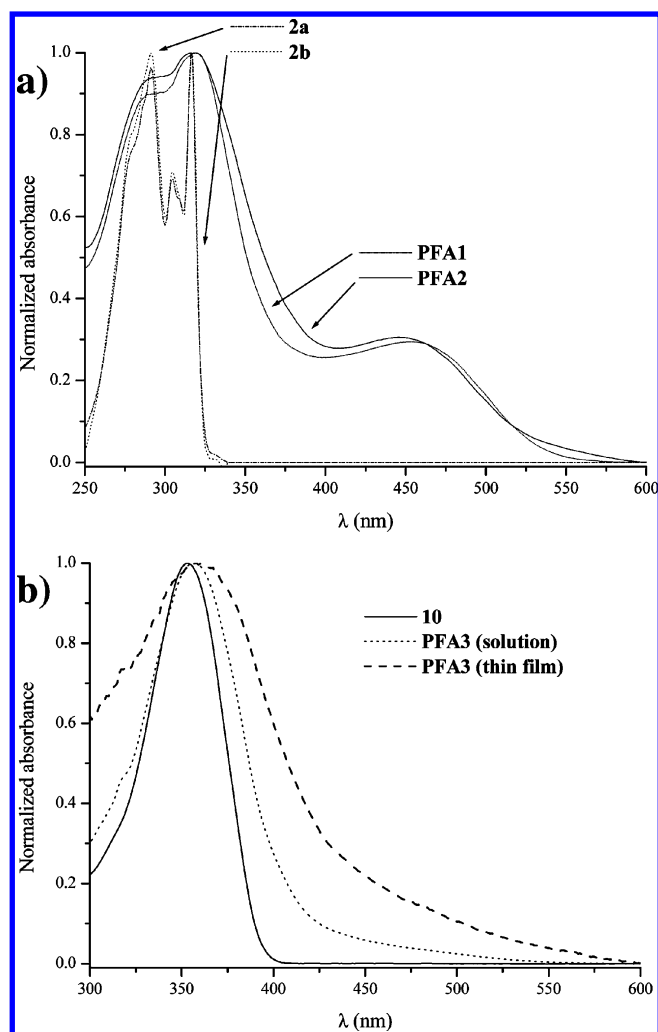 2a
2b
a)
1.0
0.8
0.6
0.4
0.2
0.0
Normalized absorbance
PFA1
PFA2
250 300 350 400 450 500 550 600
λ (nm)
b)
1.0
0.8
0.6
0.4
0.2
0.0
Normalized absorbance
10
PFA3 (solution)
PFA3 (thin film)
300 350 400 450 500 550 600
λ (nm)